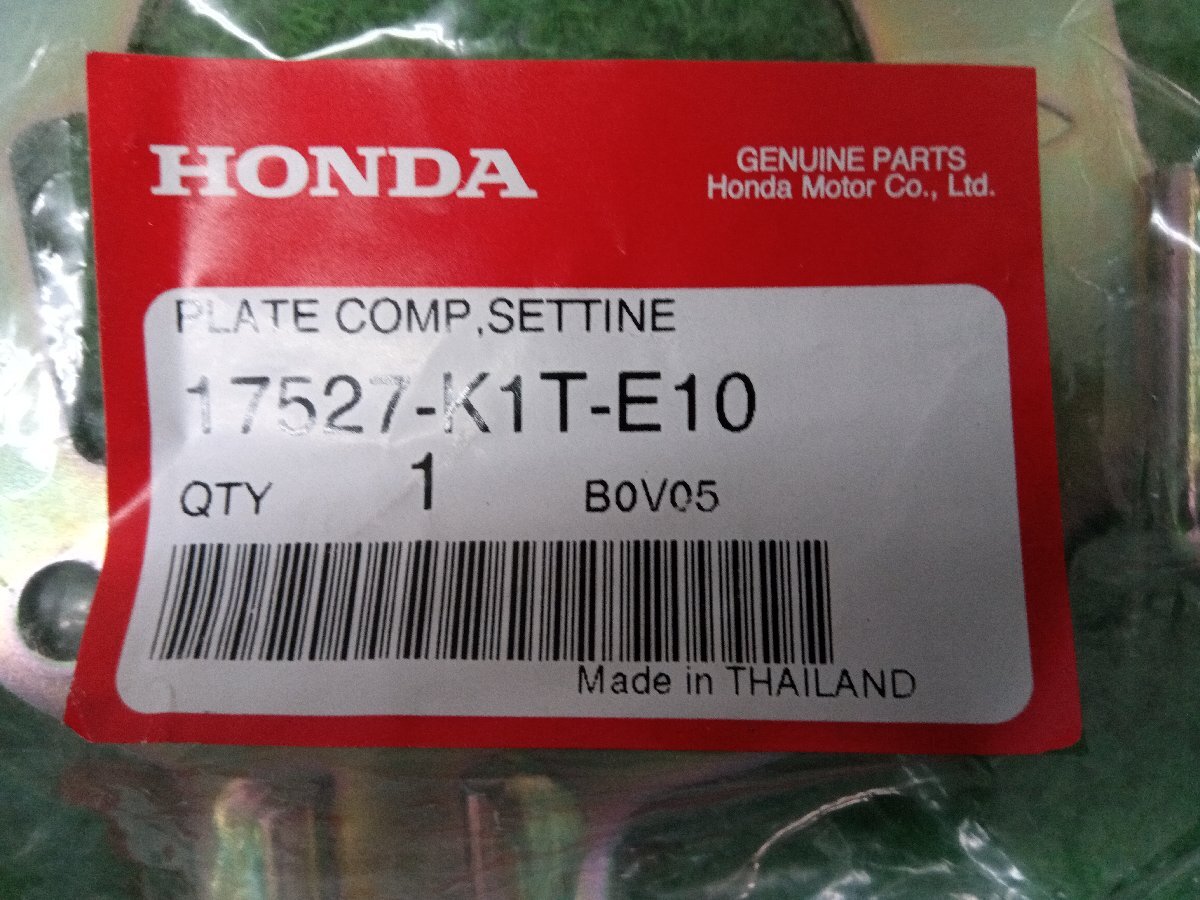 HONDA
GENUINE PARTS
Honda Motor Co., Ltd.
PLATE COMP,SETTINE
17527-K1T-E10
QTY 1 B0V05
Made in THAILAND